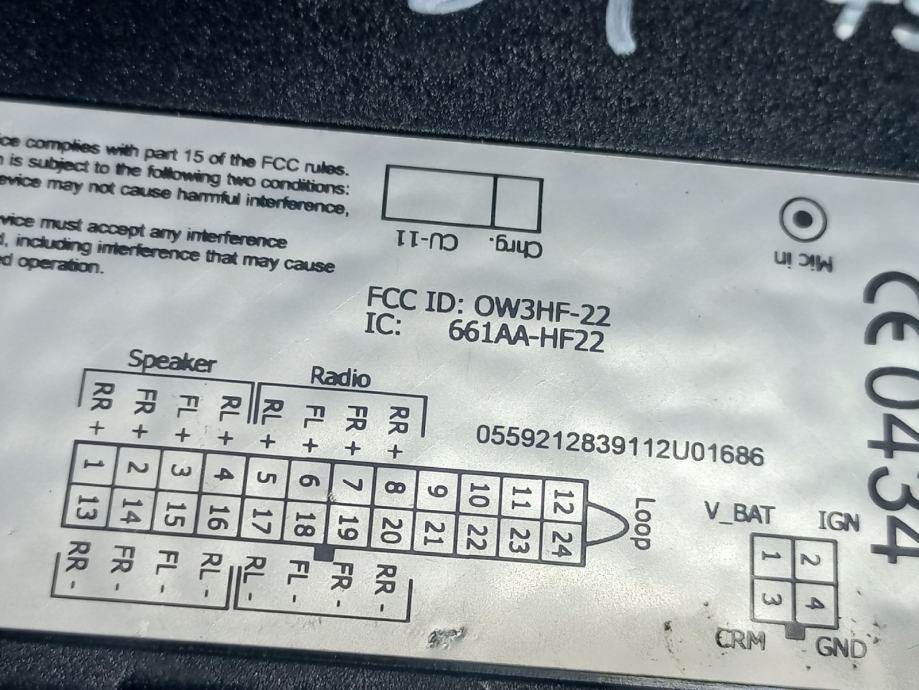 ce complies with part 15 of the FCC rules.
is subject to the following two conditions:
evice may not cause harmful interference,
vice must accept any interference
, including interference that may cause
d operation.
CU-11 Chrg.
Mic in
FCC ID: OW3HF-22
IC: 661AA-HF22
CE 0434
Speaker Radio
RR + FR + FL + RL + RL + FL + FR + RR +
0559212839112U01686
1 2 3 4 5 6 7 8 9 10 11 12
13 14 15 16 17 18 19 20 21 22 23 24
Loop
RR - FR - FL - RL - RL - FL - FR - RR -
V_BAT IGN
1 2
3 4
CRM GND